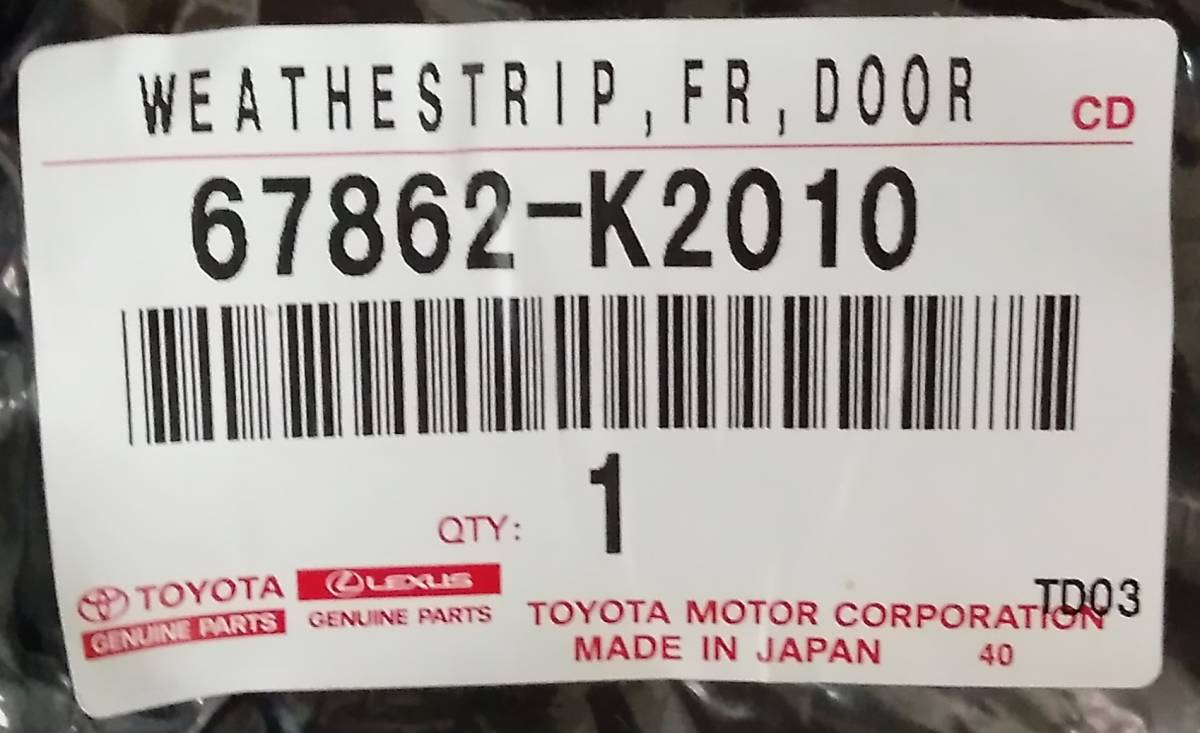 WEATHESTRIP,FR,DOOR
CD
67862-K2010
QTY: 1
TOYOTA
GENUINE PARTS
LEXUS
GENUINE PARTS
TD03
TOYOTA MOTOR CORPORATION
MADE IN JAPAN 40